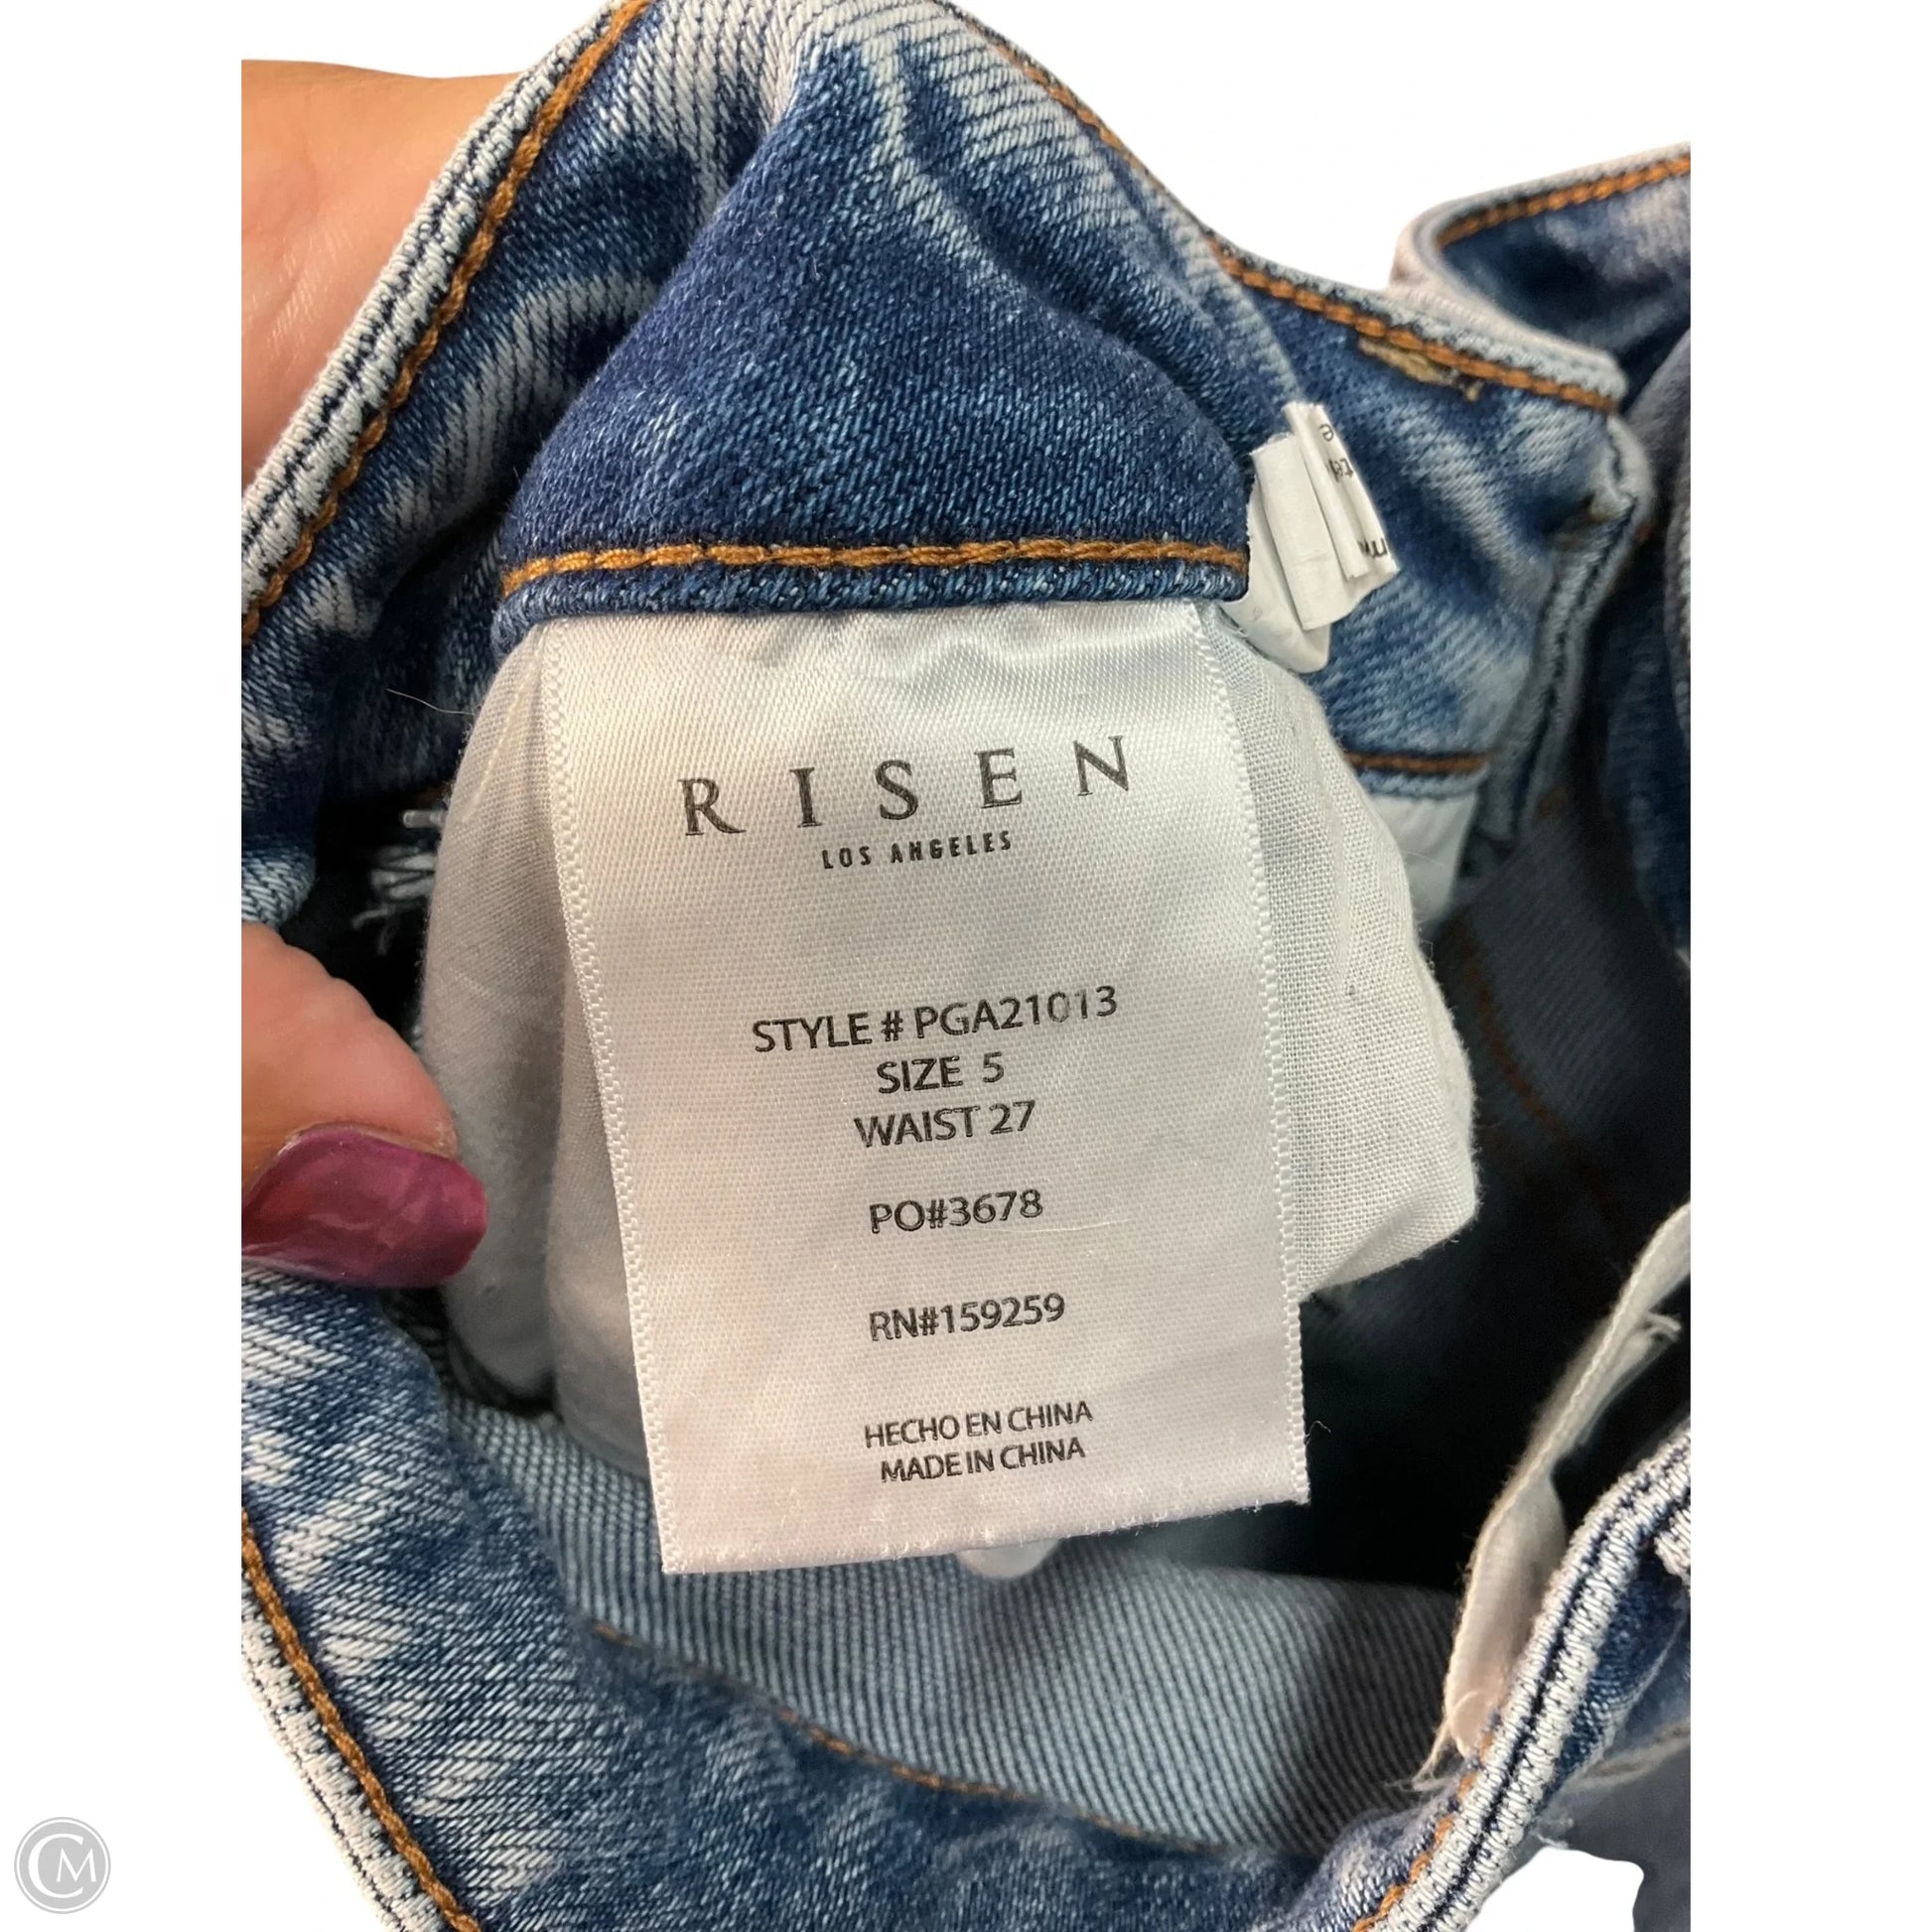 RISEN
LOS ANGELES
STYLE # PGA21013
SIZE 5
WAIST 27
PO#3678
RN#159259
HECHO EN CHINA
MADE IN CHINA
CM